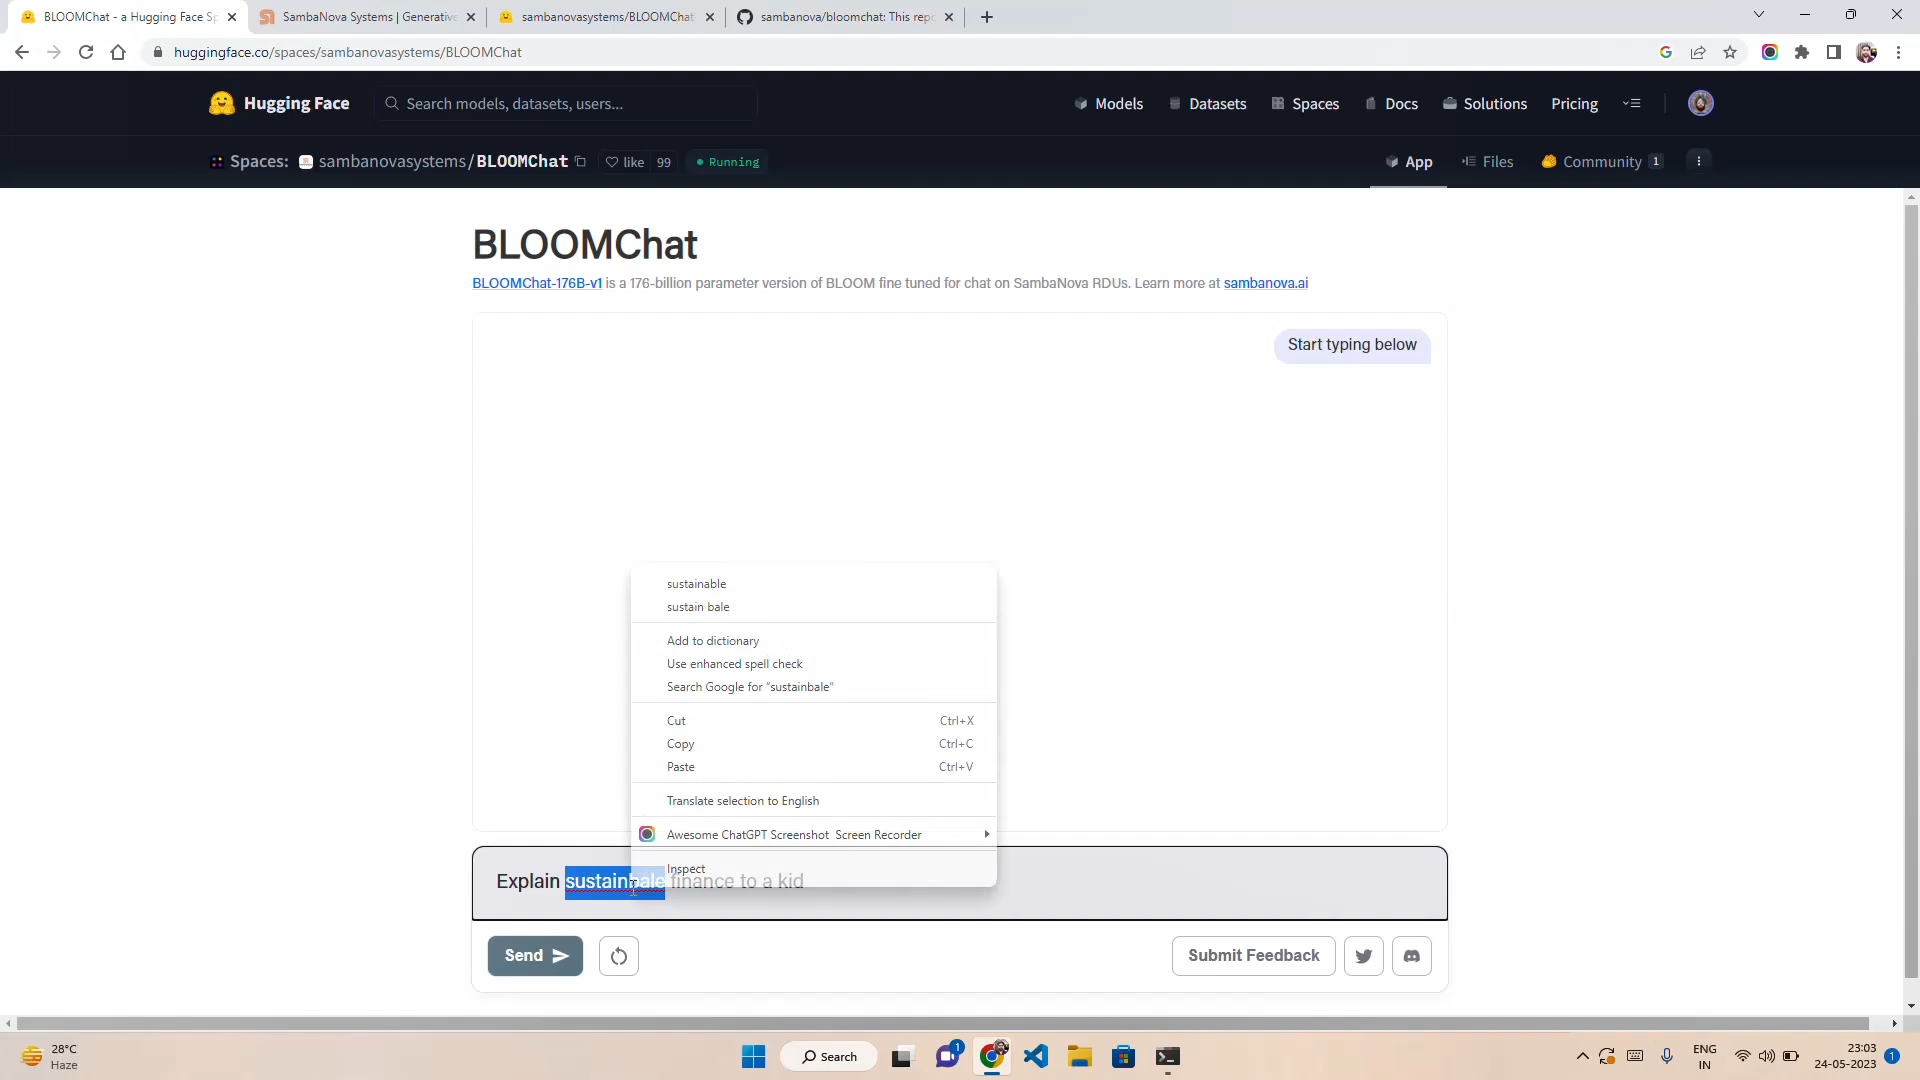 BLOOMChat - a Hugging Face Sp
SambaNova Systems | Generative
sambanovasystems/BLOOMChat
sambanova/bloomchat: This repo
huggingface.co/spaces/sambanovasystems/BLOOMChat
Hugging Face
Search models, datasets, users...
Models
Datasets
Spaces
Docs
Solutions
Pricing
Spaces:
sambanovasystems/BLOOMChat
like
99
Running
App
Files
Community
1
BLOOMChat
BLOOMChat-176B-v1 is a 176-billion parameter version of BLOOM fine tuned for chat on SambaNova RDUs. Learn more at sambanova.ai
Start typing below
sustainable
sustain bale
Add to dictionary
Use enhanced spell check
Search Google for "sustainbale"
Cut Ctrl+X
Copy Ctrl+C
Paste Ctrl+V
Translate selection to English
Awesome ChatGPT Screenshot Screen Recorder
Inspect
Explain sustainbale finance to a kid
Send
Submit Feedback
28°C
Haze
Search
1
ENG
IN
23:03
24-05-2023
1